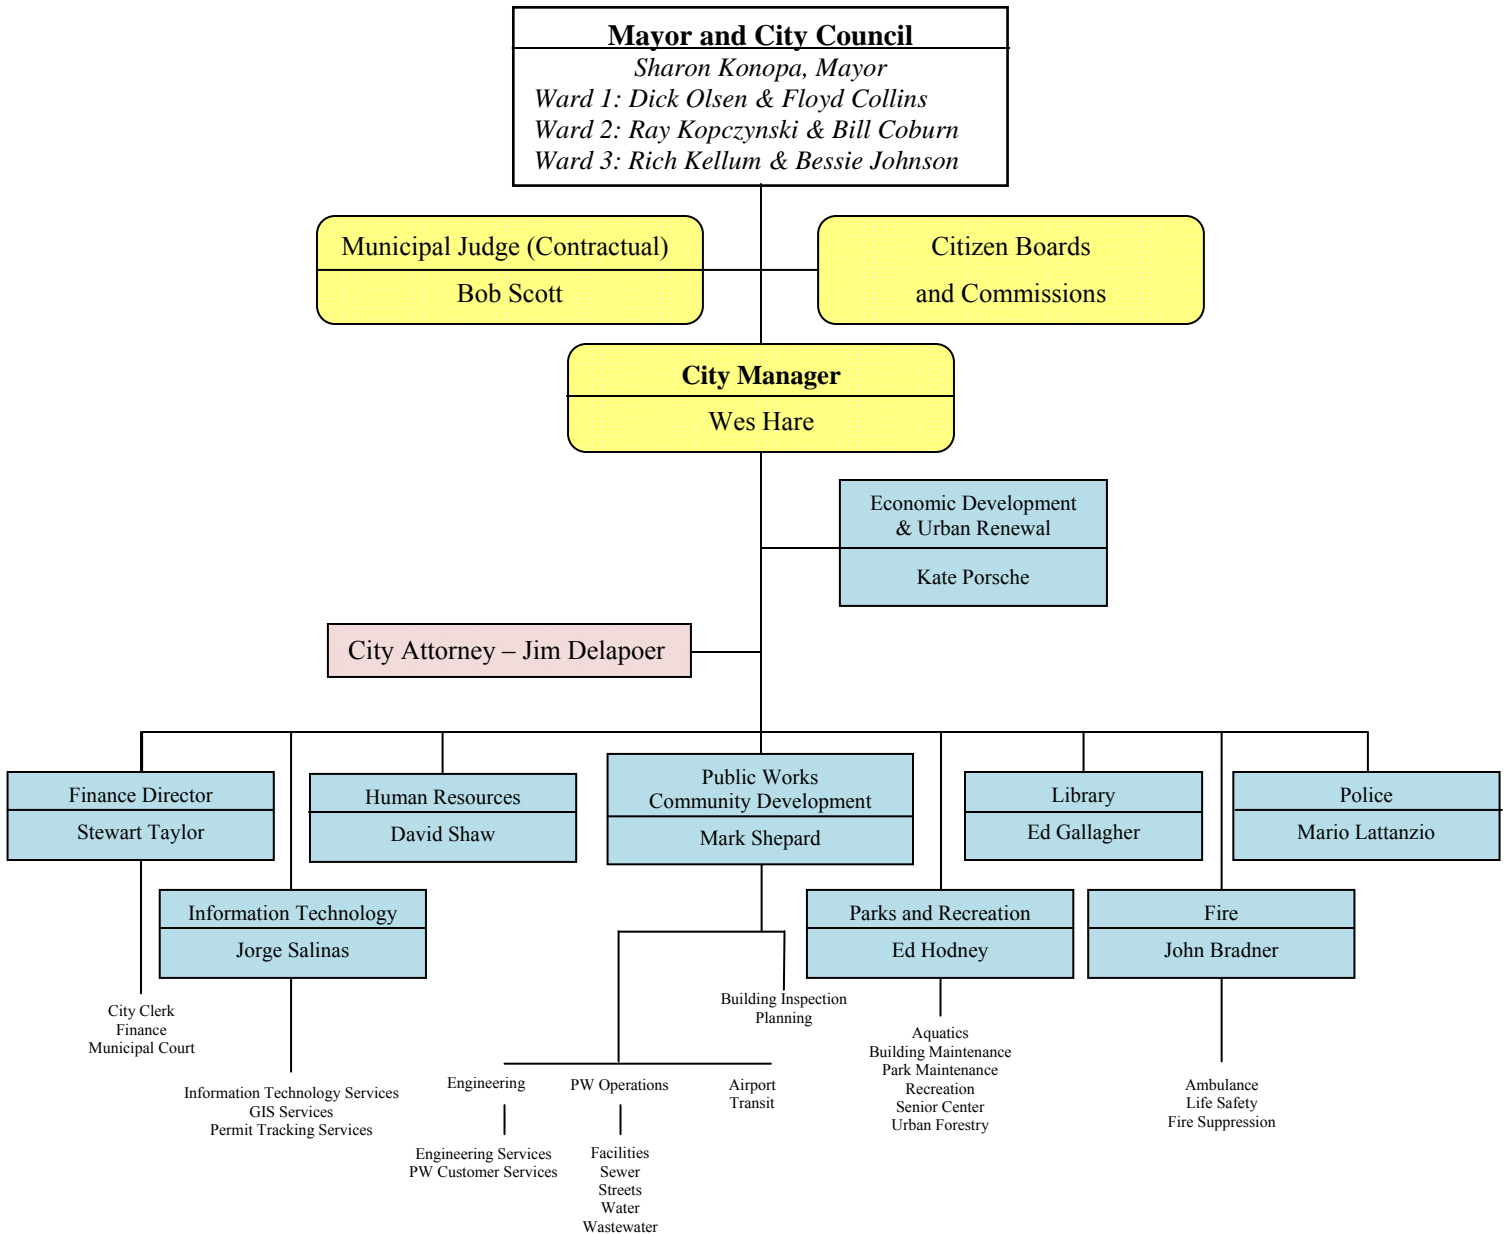 Mayor and City Council
Sharon Konopa, Mayor
Ward 1: Dick Olsen & Floyd Collins
Ward 2: Ray Kopczynski & Bill Coburn
Ward 3: Rich Kellum & Bessie Johnson
Municipal Judge (Contractual)
Bob Scott
Citizen Boards
and Commissions
City Manager
Wes Hare
Economic Development
& Urban Renewal
Kate Porsche
City Attorney – Jim Delapoer
Finance Director
Stewart Taylor
Human Resources
David Shaw
Public Works
Community Development
Mark Shepard
Library
Ed Gallagher
Police
Mario Lattanzio
Information Technology
Jorge Salinas
Parks and Recreation
Ed Hodney
Fire
John Bradner
City Clerk
Finance
Municipal Court
Information Technology Services
GIS Services
Permit Tracking Services
Building Inspection
Planning
Engineering
PW Operations
Airport
Transit
Engineering Services
PW Customer Services
Facilities
Sewer
Streets
Water
Wastewater
Aquatics
Building Maintenance
Park Maintenance
Recreation
Senior Center
Urban Forestry
Ambulance
Life Safety
Fire Suppression